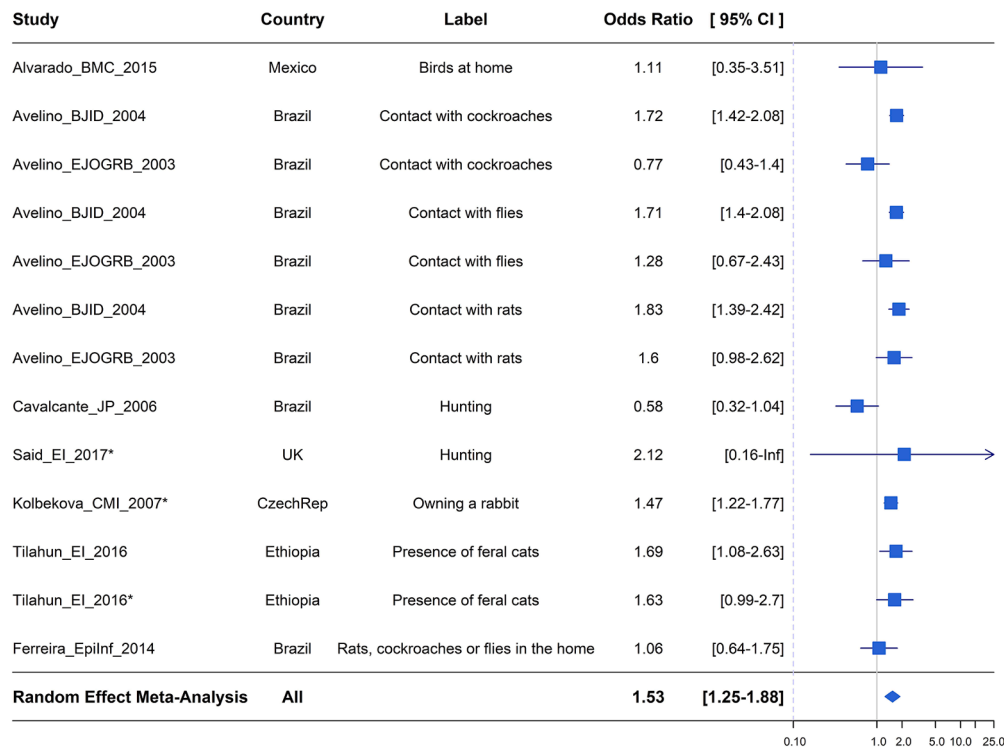 Study Country Label Odds Ratio [ 95% CI ]
Alvarado_BMC_2015 Mexico Birds at home 1.11 [0.35-3.51]
Avelino_BJID_2004 Brazil Contact with cockroaches 1.72 [1.42-2.08]
Avelino_EJOGRB_2003 Brazil Contact with cockroaches 0.77 [0.43-1.4]
Avelino_BJID_2004 Brazil Contact with flies 1.71 [1.4-2.08]
Avelino_EJOGRB_2003 Brazil Contact with flies 1.28 [0.67-2.43]
Avelino_BJID_2004 Brazil Contact with rats 1.83 [1.39-2.42]
Avelino_EJOGRB_2003 Brazil Contact with rats 1.6 [0.98-2.62]
Cavalcante_JP_2006 Brazil Hunting 0.58 [0.32-1.04]
Said_EI_2017* UK Hunting 2.12 [0.16-Inf]
Kolbekova_CMI_2007* CzechRep Owning a rabbit 1.47 [1.22-1.77]
Tilahun_EI_2016 Ethiopia Presence of feral cats 1.69 [1.08-2.63]
Tilahun_EI_2016* Ethiopia Presence of feral cats 1.63 [0.99-2.7]
Ferreira_EpiInf_2014 Brazil Rats, cockroaches or flies in the home 1.06 [0.64-1.75]
Random Effect Meta-Analysis All 1.53 [1.25-1.88]
0.10 1.0 2.0 5.0 10.0 25.0